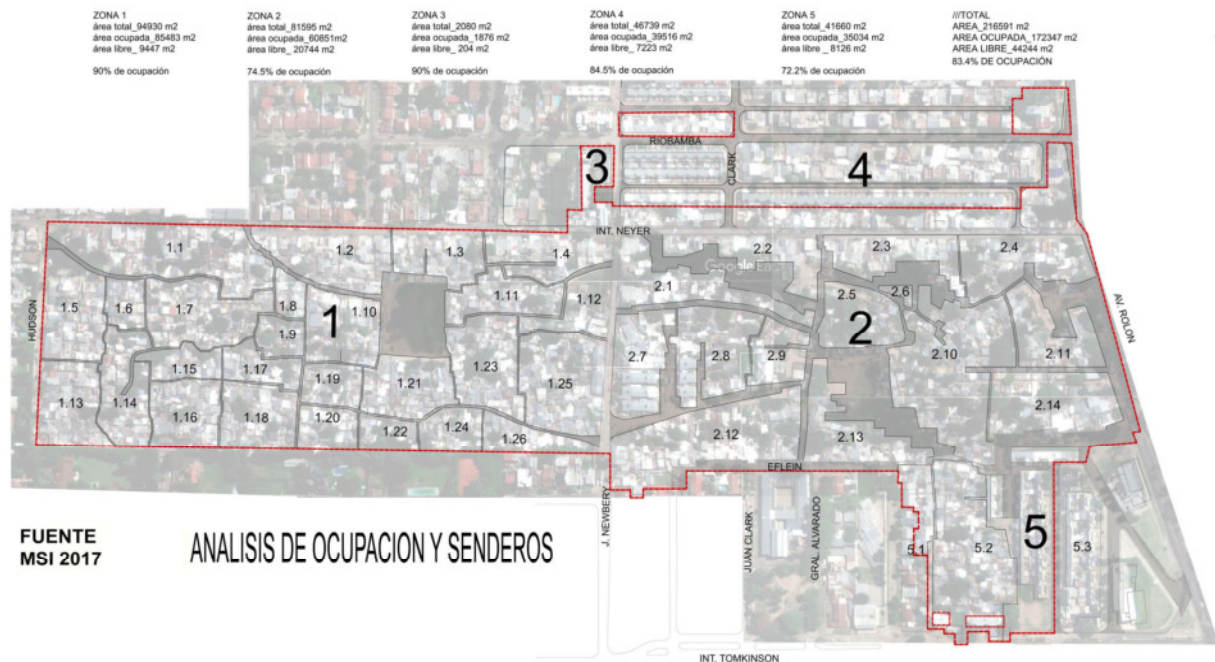 ZONA 1
área total_94930 m2
área ocupada_85483 m2
área libre_ 9447 m2
90% de ocupación
ZONA 2
área total_81595 m2
área ocupada_60851m2
área libre_ 20744 m2
74.5% de ocupación
ZONA 3
área total_2080 m2
área ocupada_1876 m2
área libre_ 204 m2
90% de ocupación
ZONA 4
área total_46739 m2
área ocupada_39516 m2
área libre_ 7223 m2
84.5% de ocupación
ZONA 5
área total_41660 m2
área ocupada_35034 m2
área libre _ 8126 m2
72.2% de ocupación
///TOTAL
AREA_216591 m2
AREA OCUPADA_172347 m2
AREA LIBRE_44244 m2
83.4% DE OCUPACIÓN
RIOBAMBA
CLARK
3
4
INT. NEYER
1.1
1.2
1.3
1.4
2.2
2.3
2.4
Google Ea
HUDSON
1.5
1.6
1.7
1.8
1.9
1
1.10
1.11
1.12
2.1
2.5
2.6
2
AV. ROLON
1.15
1.17
1.19
1.21
1.23
1.25
2.7
2.8
2.9
2.10
2.11
1.13
1.14
1.16
1.18
1.20
1.22
1.24
1.26
2.12
2.13
2.14
EFLEIN
J. NEWBERY
JUAN CLARK
GRAL. ALVARADO
5.1
5.2
5
5.3
FUENTE
MSI 2017
ANALISIS DE OCUPACION Y SENDEROS
INT. TOMKINSON